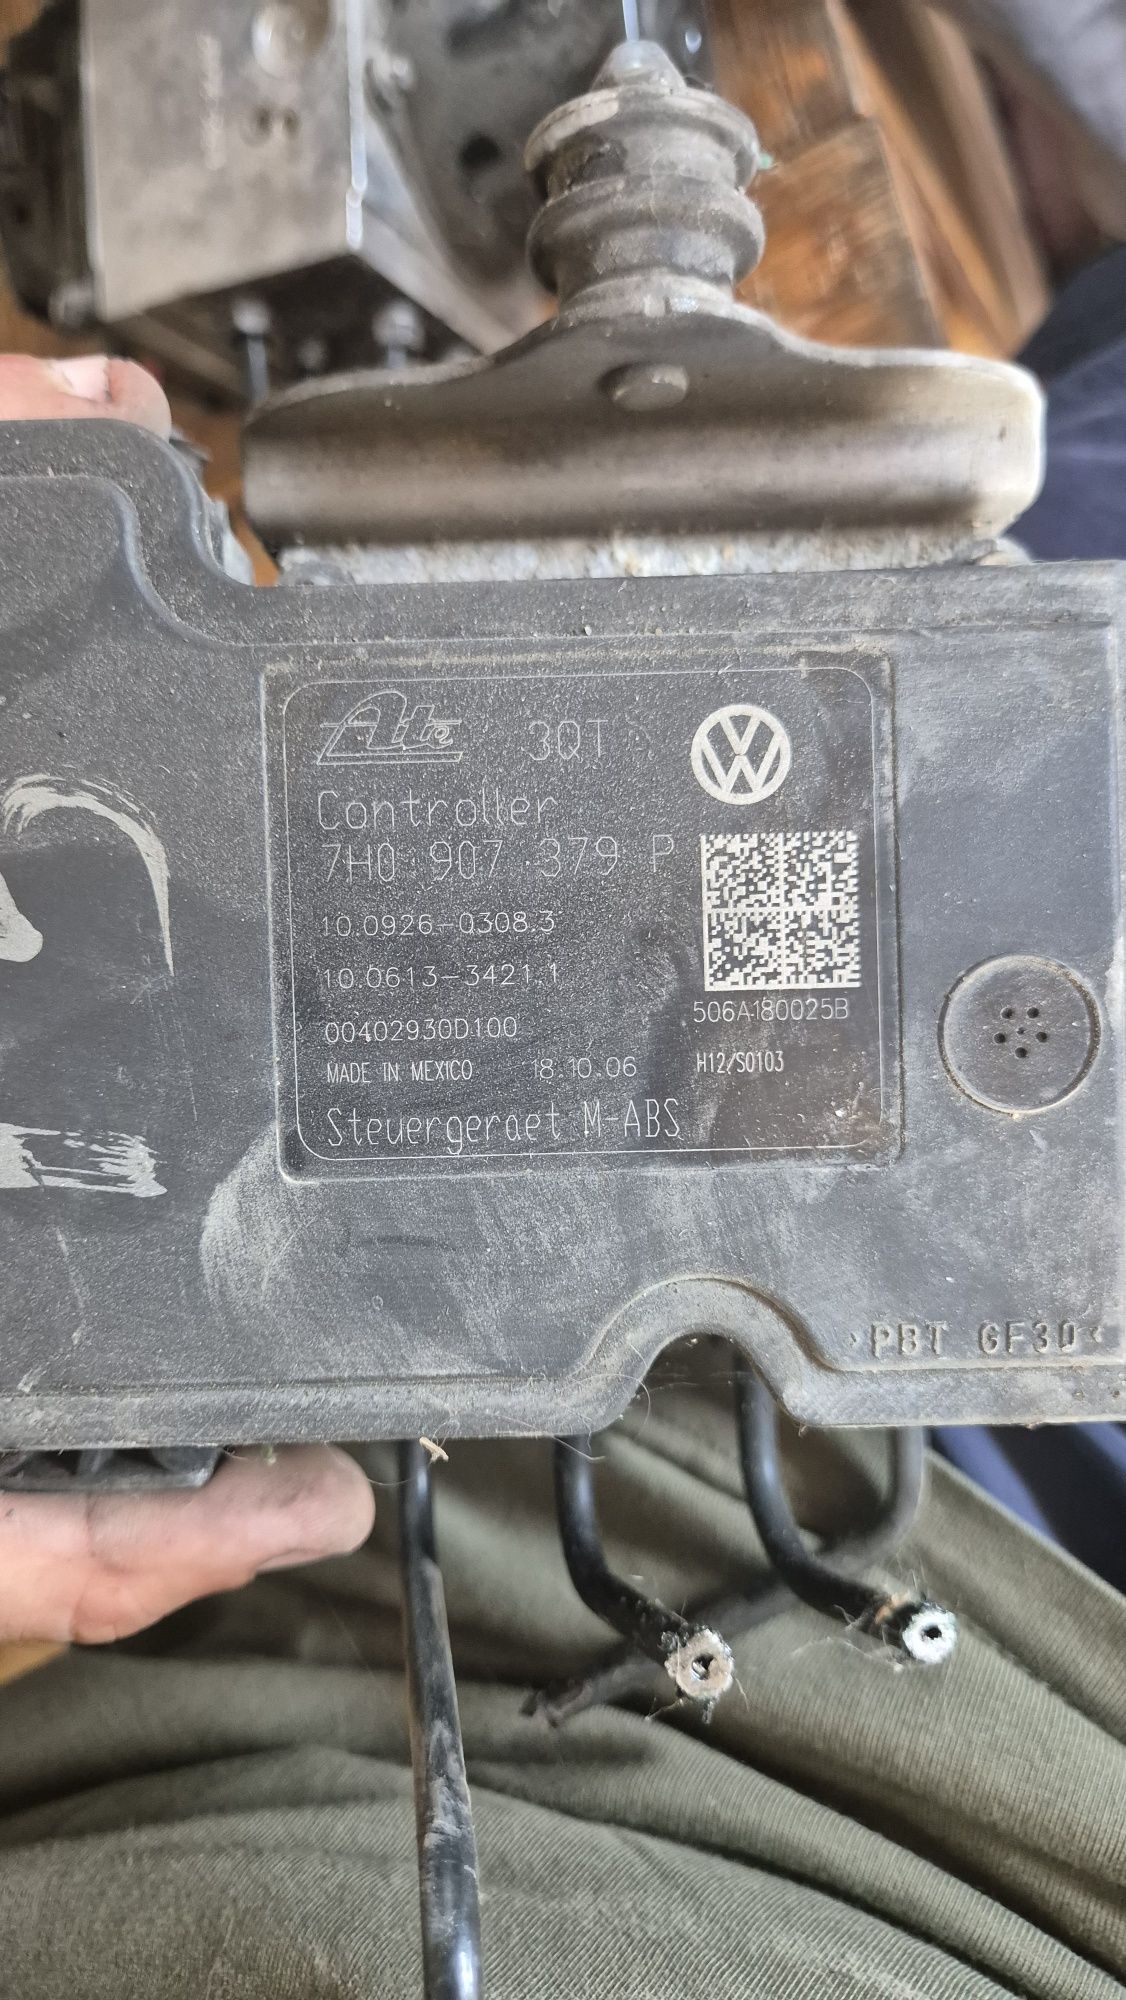 Ate 3QT
Controller
7H0 907 379 P
10.0926-0308.3
10.0613-3421.1
00402930D100
506A180025B
MADE IN MEXICO 18.10.06 H12/S0103
Steuergeraet M-ABS
>PBT GF30<